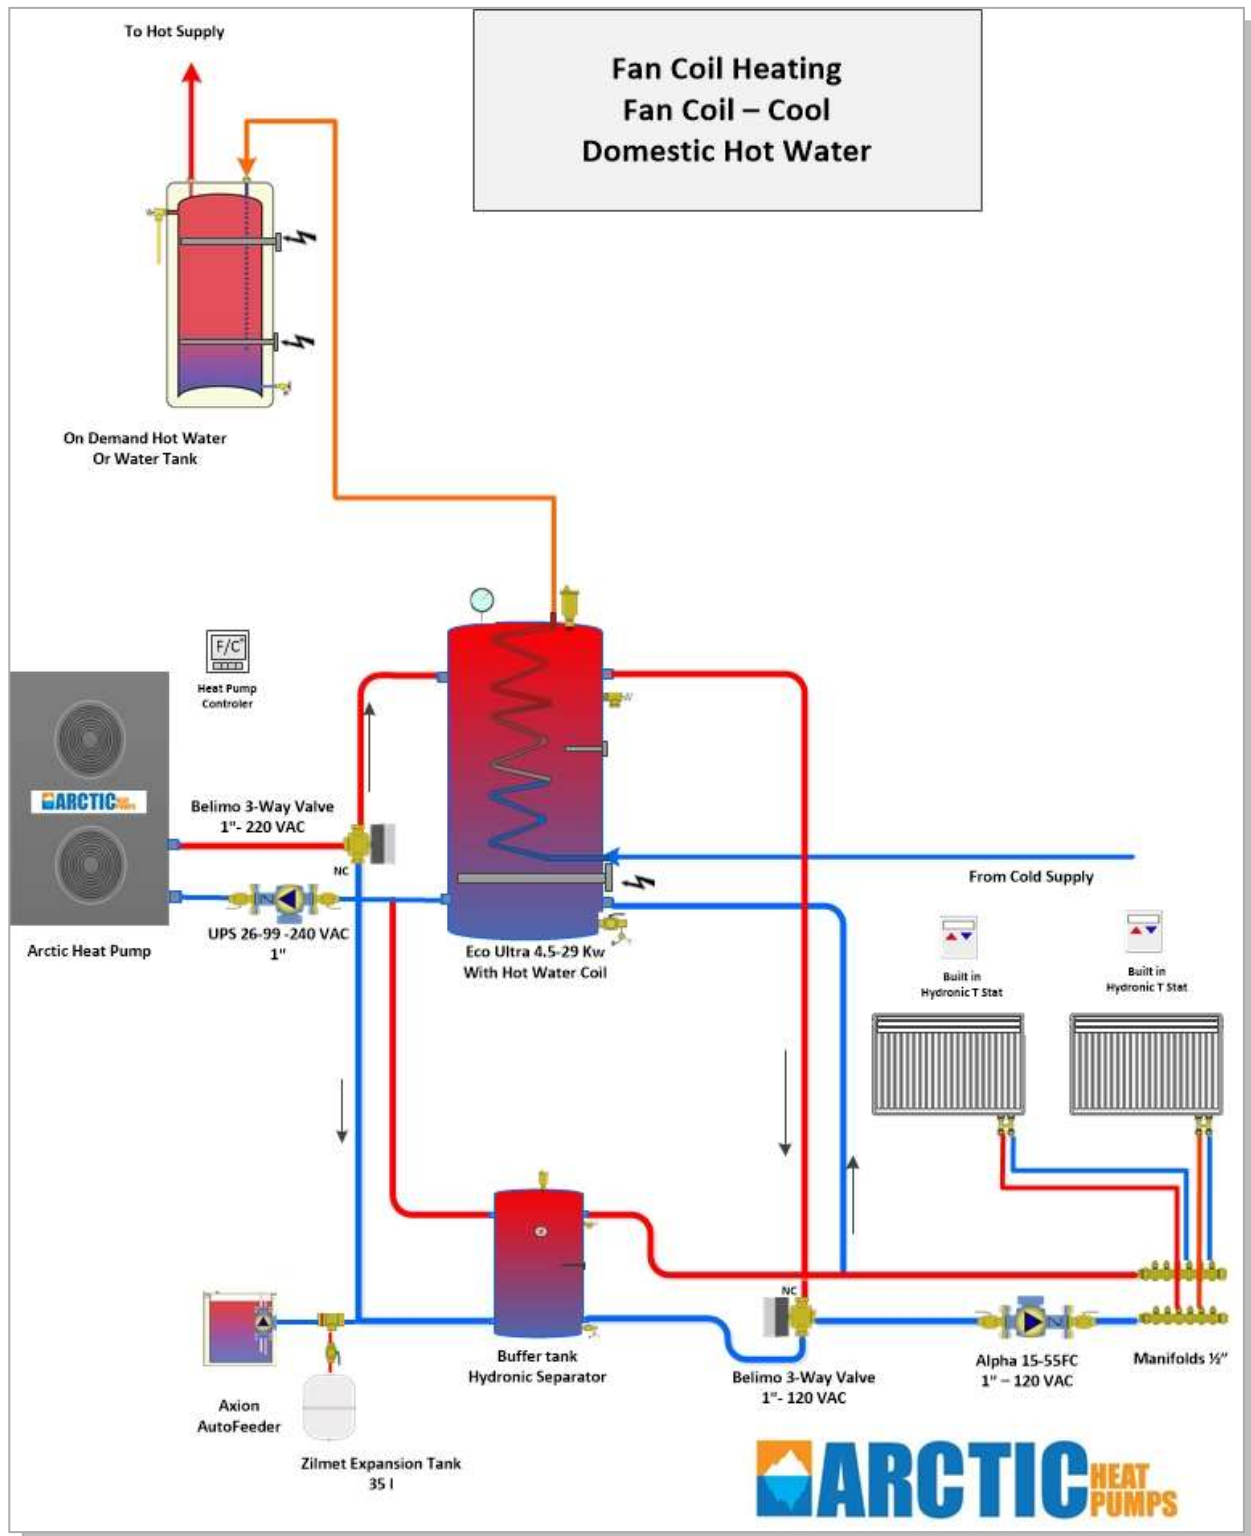 To Hot Supply
Fan Coil Heating
Fan Coil – Cool
Domestic Hot Water
On Demand Hot Water
Or Water Tank
F/C°
Heat Pump
Controler
ARCTIC HEAT PUMPS
Belimo 3-Way Valve
1"- 220 VAC
NC
From Cold Supply
UPS 26-99 -240 VAC
1"
Arctic Heat Pump
Eco Ultra 4.5-29 Kw
With Hot Water Coil
Built in
Hydronic T Stat
Built in
Hydronic T Stat
NC
Buffer tank
Hydronic Separator
Belimo 3-Way Valve
1"- 120 VAC
Alpha 15-55FC
1" – 120 VAC
Manifolds ½"
Axion
AutoFeeder
Zilmet Expansion Tank
35 l
ARCTIC HEAT
PUMPS